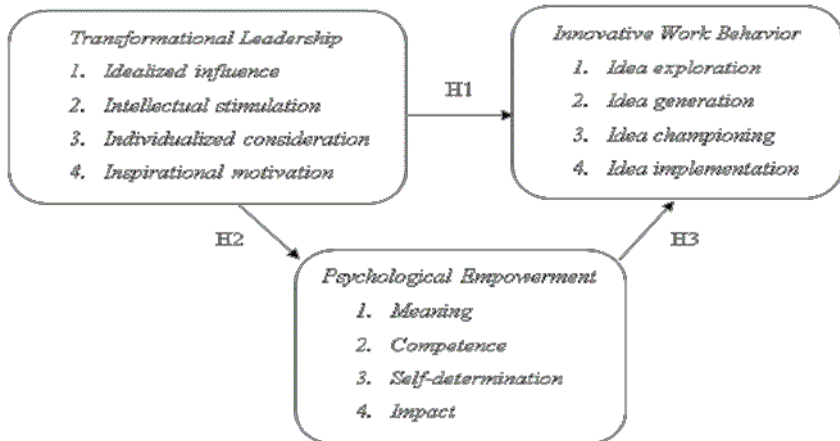 Transformational Leadership
1. Idealized influence
2. Intellectual stimulation
3. Individualized consideration
4. Inspirational motivation
H1
Innovative Work Behavior
1. Idea exploration
2. Idea generation
3. Idea championing
4. Idea implementation
H2
H3
Psychological Empowerment
1. Meaning
2. Competence
3. Self-determination
4. Impact